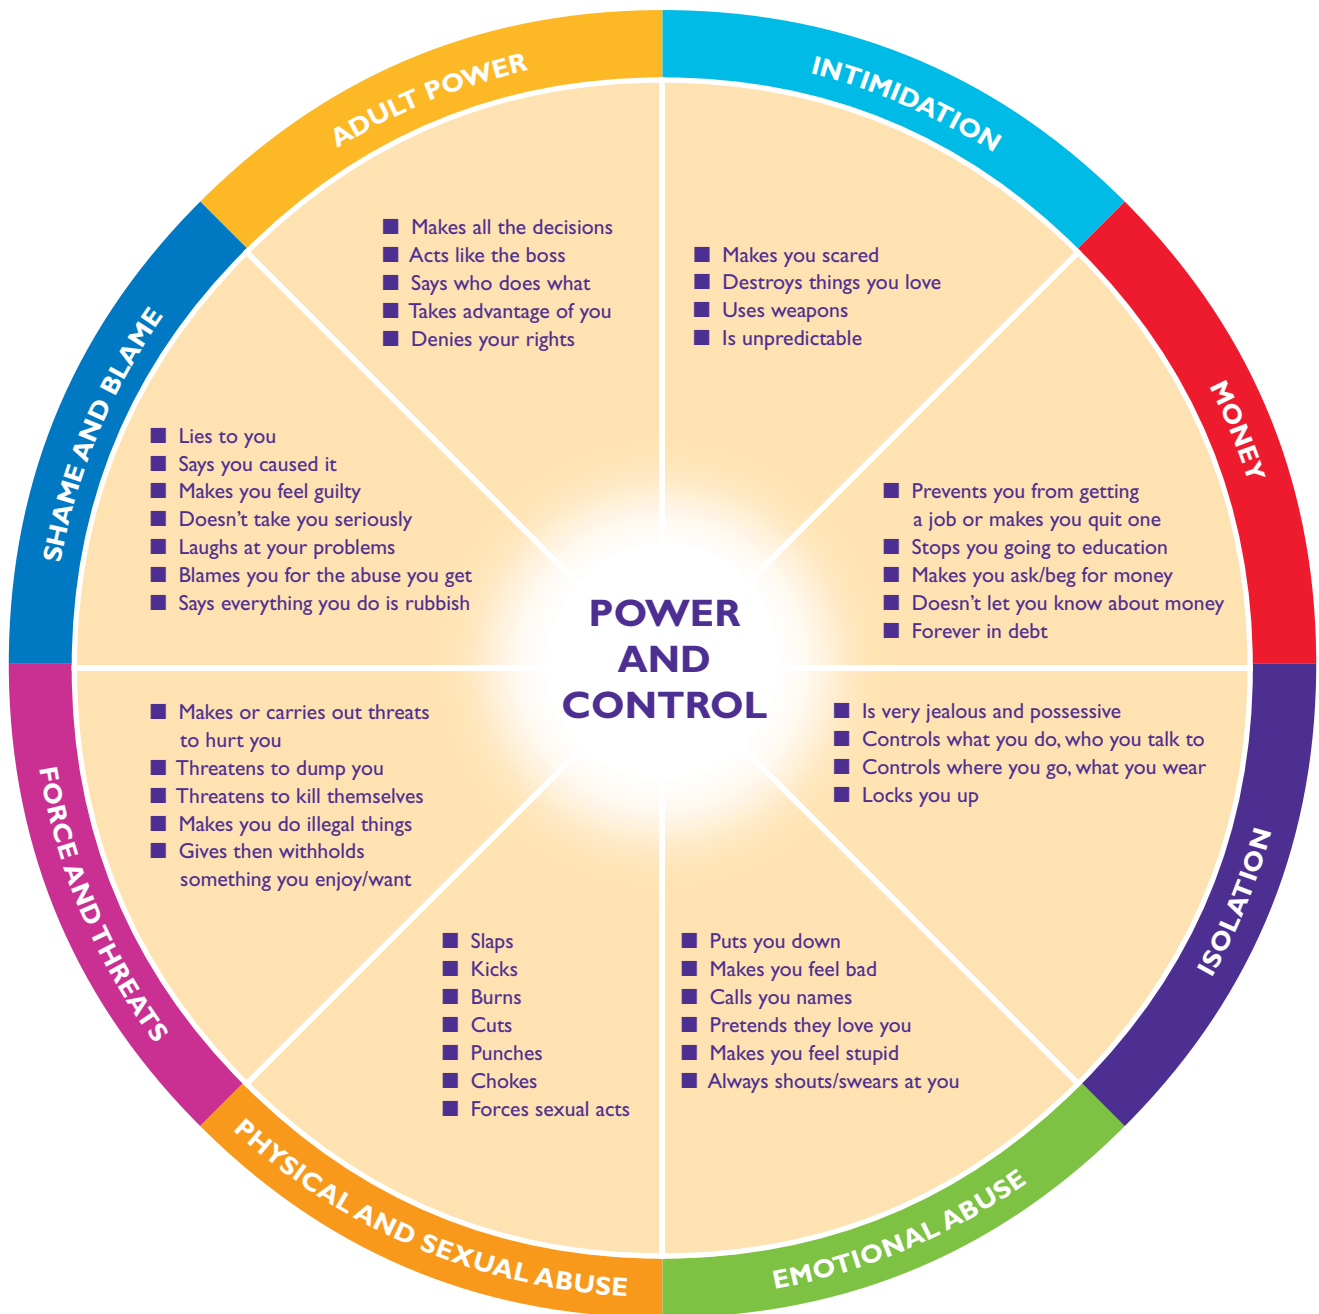 ADULT POWER
■ Makes all the decisions
■ Acts like the boss
■ Says who does what
■ Takes advantage of you
■ Denies your rights
INTIMIDATION
■ Makes you scared
■ Destroys things you love
■ Uses weapons
■ Is unpredictable
MONEY
■ Prevents you from getting
a job or makes you quit one
■ Stops you going to education
■ Makes you ask/beg for money
■ Doesn’t let you know about money
■ Forever in debt
ISOLATION
■ Is very jealous and possessive
■ Controls what you do, who you talk to
■ Controls where you go, what you wear
■ Locks you up
EMOTIONAL ABUSE
■ Puts you down
■ Makes you feel bad
■ Calls you names
■ Pretends they love you
■ Makes you feel stupid
■ Always shouts/swears at you
PHYSICAL AND SEXUAL ABUSE
■ Slaps
■ Kicks
■ Burns
■ Cuts
■ Punches
■ Chokes
■ Forces sexual acts
FORCE AND THREATS
■ Makes or carries out threats
to hurt you
■ Threatens to dump you
■ Threatens to kill themselves
■ Makes you do illegal things
■ Gives then withholds
something you enjoy/want
SHAME AND BLAME
■ Lies to you
■ Says you caused it
■ Makes you feel guilty
■ Doesn’t take you seriously
■ Laughs at your problems
■ Blames you for the abuse you get
■ Says everything you do is rubbish
POWER
AND
CONTROL